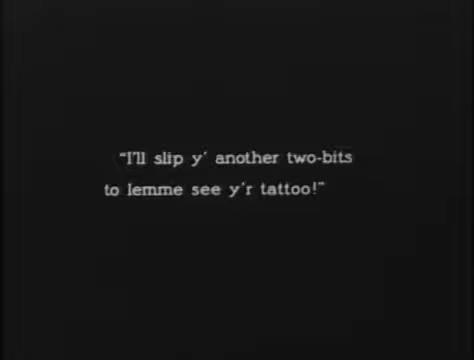 “I'll slip y' another two-bits
to lemme see y'r tattoo!”